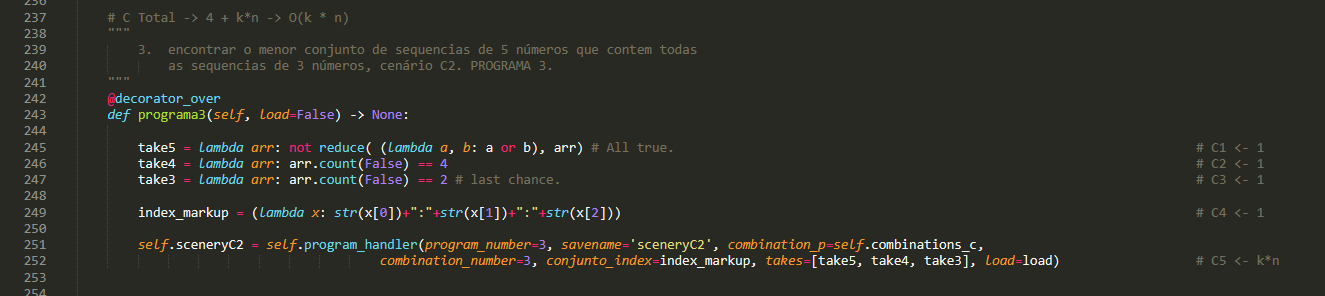 236
237 # C Total -> 4 + k*n -> O(k * n)
238 """
239 3. encontrar o menor conjunto de sequencias de 5 números que contem todas
240 as sequencias de 3 números, cenário C2. PROGRAMA 3.
241 """
242 @decorator_over
243 def programa3(self, load=False) -> None:
244
245 take5 = lambda arr: not reduce( (lambda a, b: a or b), arr) # All true. # C1 <- 1
246 take4 = lambda arr: arr.count(False) == 4 # C2 <- 1
247 take3 = lambda arr: arr.count(False) == 2 # last chance. # C3 <- 1
248
249 index_markup = (lambda x: str(x[0])+":"+str(x[1])+":"+str(x[2])) # C4 <- 1
250
251 self.sceneryC2 = self.program_handler(program_number=3, savename='sceneryC2', combination_p=self.combinations_c,
252 combination_number=3, conjunto_index=index_markup, takes=[take5, take4, take3], load=load) # C5 <- k*n
253
254